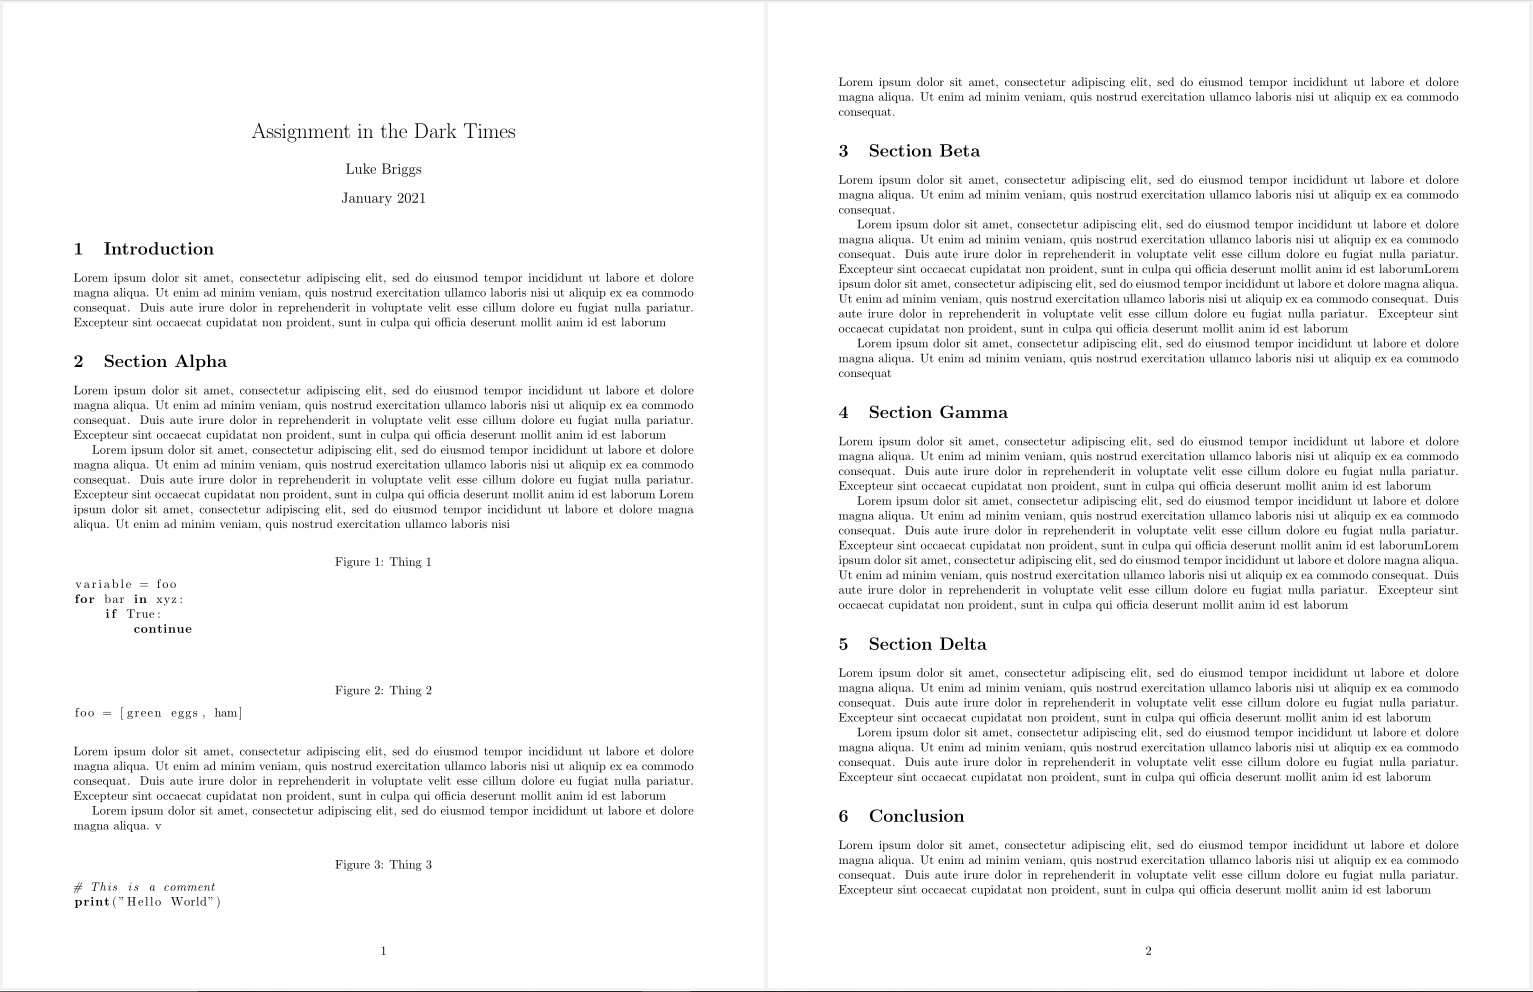 Assignment in the Dark Times
Luke Briggs
January 2021
1 Introduction
Lorem ipsum dolor sit amet, consectetur adipiscing elit, sed do eiusmod tempor incididunt ut labore et dolore
magna aliqua. Ut enim ad minim veniam, quis nostrud exercitation ullamco laboris nisi ut aliquip ex ea commodo
consequat. Duis aute irure dolor in reprehenderit in voluptate velit esse cillum dolore eu fugiat nulla pariatur.
Excepteur sint occaecat cupidatat non proident, sunt in culpa qui officia deserunt mollit anim id est laborum
2 Section Alpha
Lorem ipsum dolor sit amet, consectetur adipiscing elit, sed do eiusmod tempor incididunt ut labore et dolore
magna aliqua. Ut enim ad minim veniam, quis nostrud exercitation ullamco laboris nisi ut aliquip ex ea commodo
consequat. Duis aute irure dolor in reprehenderit in voluptate velit esse cillum dolore eu fugiat nulla pariatur.
Excepteur sint occaecat cupidatat non proident, sunt in culpa qui officia deserunt mollit anim id est laborum
Lorem ipsum dolor sit amet, consectetur adipiscing elit, sed do eiusmod tempor incididunt ut labore et dolore
magna aliqua. Ut enim ad minim veniam, quis nostrud exercitation ullamco laboris nisi ut aliquip ex ea commodo
consequat. Duis aute irure dolor in reprehenderit in voluptate velit esse cillum dolore eu fugiat nulla pariatur.
Excepteur sint occaecat cupidatat non proident, sunt in culpa qui officia deserunt mollit anim id est laborum Lorem
ipsum dolor sit amet, consectetur adipiscing elit, sed do eiusmod tempor incididunt ut labore et dolore magna
aliqua. Ut enim ad minim veniam, quis nostrud exercitation ullamco laboris nisi
Figure 1: Thing 1
variable = foo
for bar in xyz:
if True:
continue
Figure 2: Thing 2
foo = [green eggs, ham]
Lorem ipsum dolor sit amet, consectetur adipiscing elit, sed do eiusmod tempor incididunt ut labore et dolore
magna aliqua. Ut enim ad minim veniam, quis nostrud exercitation ullamco laboris nisi ut aliquip ex ea commodo
consequat. Duis aute irure dolor in reprehenderit in voluptate velit esse cillum dolore eu fugiat nulla pariatur.
Excepteur sint occaecat cupidatat non proident, sunt in culpa qui officia deserunt mollit anim id est laborum
Lorem ipsum dolor sit amet, consectetur adipiscing elit, sed do eiusmod tempor incididunt ut labore et dolore
magna aliqua. v
Figure 3: Thing 3
# This is a comment
print("Hello World")
1
Lorem ipsum dolor sit amet, consectetur adipiscing elit, sed do eiusmod tempor incididunt ut labore et dolore
magna aliqua. Ut enim ad minim veniam, quis nostrud exercitation ullamco laboris nisi ut aliquip ex ea commodo
consequat.
3 Section Beta
Lorem ipsum dolor sit amet, consectetur adipiscing elit, sed do eiusmod tempor incididunt ut labore et dolore
magna aliqua. Ut enim ad minim veniam, quis nostrud exercitation ullamco laboris nisi ut aliquip ex ea commodo
consequat.
Lorem ipsum dolor sit amet, consectetur adipiscing elit, sed do eiusmod tempor incididunt ut labore et dolore
magna aliqua. Ut enim ad minim veniam, quis nostrud exercitation ullamco laboris nisi ut aliquip ex ea commodo
consequat. Duis aute irure dolor in reprehenderit in voluptate velit esse cillum dolore eu fugiat nulla pariatur.
Excepteur sint occaecat cupidatat non proident, sunt in culpa qui officia deserunt mollit anim id est laborumLorem
ipsum dolor sit amet, consectetur adipiscing elit, sed do eiusmod tempor incididunt ut labore et dolore magna aliqua.
Ut enim ad minim veniam, quis nostrud exercitation ullamco laboris nisi ut aliquip ex ea commodo consequat. Duis
aute irure dolor in reprehenderit in voluptate velit esse cillum dolore eu fugiat nulla pariatur. Excepteur sint
occaecat cupidatat non proident, sunt in culpa qui officia deserunt mollit anim id est laborum
Lorem ipsum dolor sit amet, consectetur adipiscing elit, sed do eiusmod tempor incididunt ut labore et dolore
magna aliqua. Ut enim ad minim veniam, quis nostrud exercitation ullamco laboris nisi ut aliquip ex ea commodo
consequat
4 Section Gamma
Lorem ipsum dolor sit amet, consectetur adipiscing elit, sed do eiusmod tempor incididunt ut labore et dolore
magna aliqua. Ut enim ad minim veniam, quis nostrud exercitation ullamco laboris nisi ut aliquip ex ea commodo
consequat. Duis aute irure dolor in reprehenderit in voluptate velit esse cillum dolore eu fugiat nulla pariatur.
Excepteur sint occaecat cupidatat non proident, sunt in culpa qui officia deserunt mollit anim id est laborum
Lorem ipsum dolor sit amet, consectetur adipiscing elit, sed do eiusmod tempor incididunt ut labore et dolore
magna aliqua. Ut enim ad minim veniam, quis nostrud exercitation ullamco laboris nisi ut aliquip ex ea commodo
consequat. Duis aute irure dolor in reprehenderit in voluptate velit esse cillum dolore eu fugiat nulla pariatur.
Excepteur sint occaecat cupidatat non proident, sunt in culpa qui officia deserunt mollit anim id est laborumLorem
ipsum dolor sit amet, consectetur adipiscing elit, sed do eiusmod tempor incididunt ut labore et dolore magna aliqua.
Ut enim ad minim veniam, quis nostrud exercitation ullamco laboris nisi ut aliquip ex ea commodo consequat. Duis
aute irure dolor in reprehenderit in voluptate velit esse cillum dolore eu fugiat nulla pariatur. Excepteur sint
occaecat cupidatat non proident, sunt in culpa qui officia deserunt mollit anim id est laborum
5 Section Delta
Lorem ipsum dolor sit amet, consectetur adipiscing elit, sed do eiusmod tempor incididunt ut labore et dolore
magna aliqua. Ut enim ad minim veniam, quis nostrud exercitation ullamco laboris nisi ut aliquip ex ea commodo
consequat. Duis aute irure dolor in reprehenderit in voluptate velit esse cillum dolore eu fugiat nulla pariatur.
Excepteur sint occaecat cupidatat non proident, sunt in culpa qui officia deserunt mollit anim id est laborum
Lorem ipsum dolor sit amet, consectetur adipiscing elit, sed do eiusmod tempor incididunt ut labore et dolore
magna aliqua. Ut enim ad minim veniam, quis nostrud exercitation ullamco laboris nisi ut aliquip ex ea commodo
consequat. Duis aute irure dolor in reprehenderit in voluptate velit esse cillum dolore eu fugiat nulla pariatur.
Excepteur sint occaecat cupidatat non proident, sunt in culpa qui officia deserunt mollit anim id est laborum
6 Conclusion
Lorem ipsum dolor sit amet, consectetur adipiscing elit, sed do eiusmod tempor incididunt ut labore et dolore
magna aliqua. Ut enim ad minim veniam, quis nostrud exercitation ullamco laboris nisi ut aliquip ex ea commodo
consequat. Duis aute irure dolor in reprehenderit in voluptate velit esse cillum dolore eu fugiat nulla pariatur.
Excepteur sint occaecat cupidatat non proident, sunt in culpa qui officia deserunt mollit anim id est laborum
2